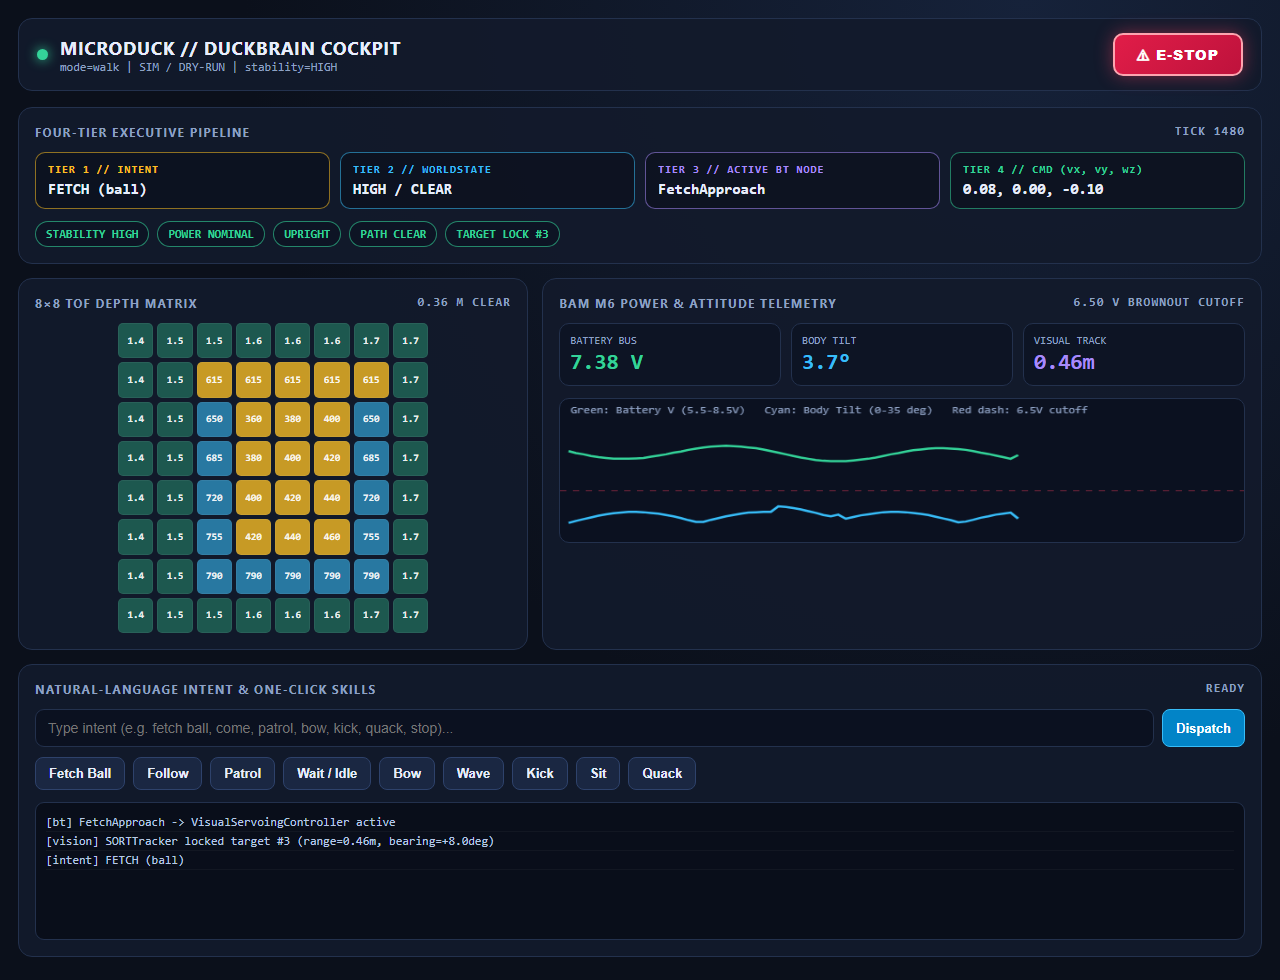 MICRODUCK // DUCKBRAIN COCKPIT
mode=walk | SIM / DRY-RUN | stability=HIGH
⚠ E-STOP
FOUR-TIER EXECUTIVE PIPELINE
TICK 1480
TIER 1 // INTENT
FETCH (ball)
TIER 2 // WORLDSTATE
HIGH / CLEAR
TIER 3 // ACTIVE BT NODE
FetchApproach
TIER 4 // CMD (vx, vy, wz)
0.08, 0.00, -0.10
STABILITY HIGH
POWER NOMINAL
UPRIGHT
PATH CLEAR
TARGET LOCK #3
8×8 TOF DEPTH MATRIX
0.36 M CLEAR
1.4 1.5 1.5 1.6 1.6 1.6 1.7 1.7
1.4 1.5 615 615 615 615 615 1.7
1.4 1.5 650 360 380 400 650 1.7
1.4 1.5 685 380 400 420 685 1.7
1.4 1.5 720 400 420 440 720 1.7
1.4 1.5 755 420 440 460 755 1.7
1.4 1.5 790 790 790 790 790 1.7
1.4 1.5 1.5 1.6 1.6 1.6 1.7 1.7
BAM M6 POWER & ATTITUDE TELEMETRY
6.50 V BROWNOUT CUTOFF
BATTERY BUS
7.38 V
BODY TILT
3.7°
VISUAL TRACK
0.46m
Green: Battery V (5.5-8.5V) Cyan: Body Tilt (0-35 deg) Red dash: 6.5V cutoff
NATURAL-LANGUAGE INTENT & ONE-CLICK SKILLS
READY
Type intent (e.g. fetch ball, come, patrol, bow, kick, quack, stop)...
Dispatch
Fetch Ball
Follow
Patrol
Wait / Idle
Bow
Wave
Kick
Sit
Quack
[bt] FetchApproach -> VisualServoingController active
[vision] SORTTracker locked target #3 (range=0.46m, bearing=+8.0deg)
[intent] FETCH (ball)